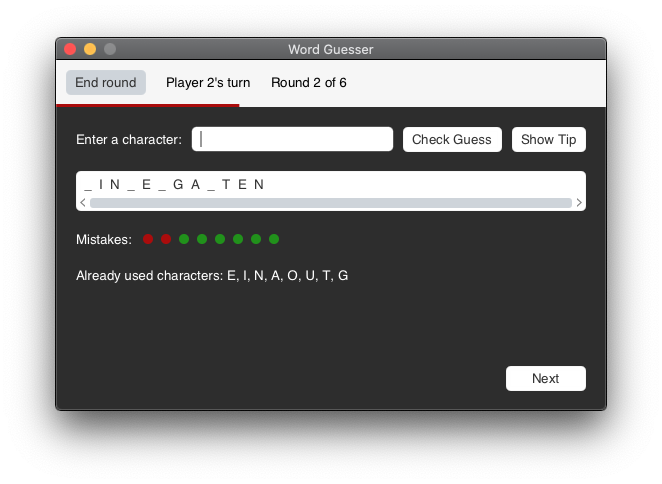 Word Guesser
End round Player 2's turn Round 2 of 6
Enter a character: Check Guess Show Tip
_ I N _ E _ G A _ T E N
Mistakes:
Already used characters: E, I, N, A, O, U, T, G
Next